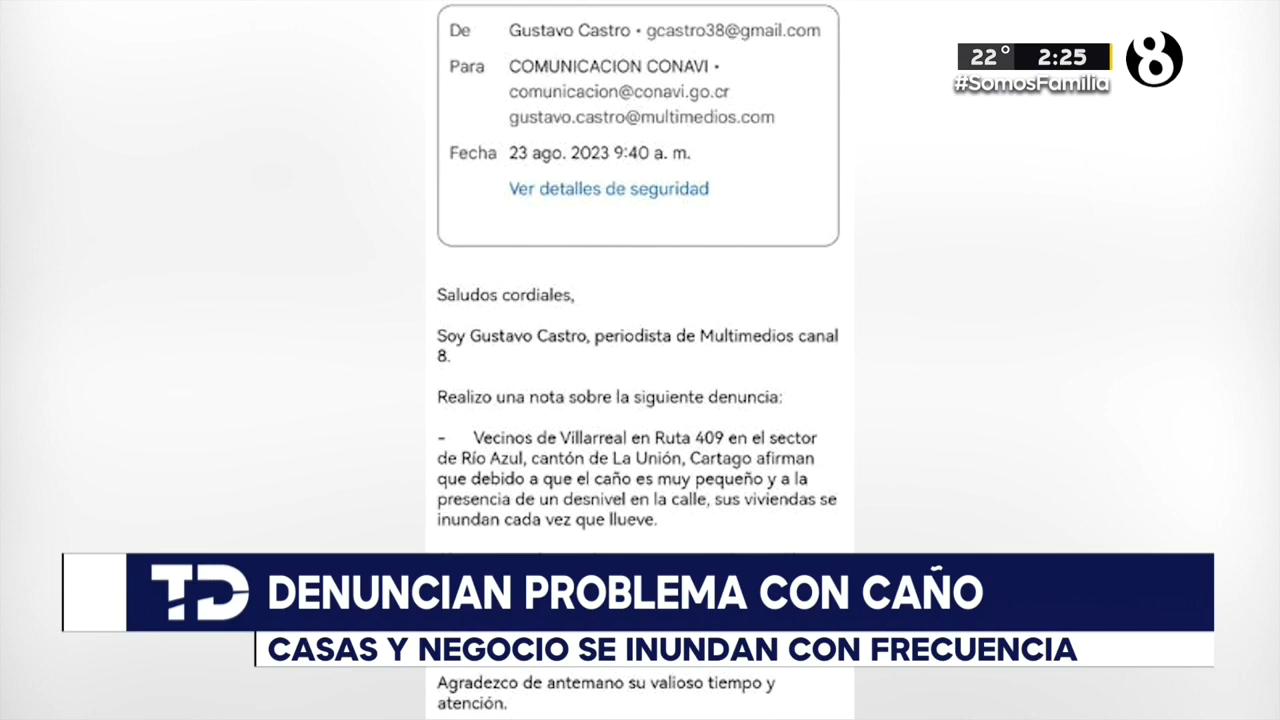 De Gustavo Castro • gcastro38@gmail.com
Para COMUNICACION CONAVI •
comunicacion@conavi.go.cr
gustavo.castro@multimedios.com
Fecha 23 ago. 2023 9:40 a. m.
Ver detalles de seguridad
22° 2:25
8
#SomosFamilia
Saludos cordiales,
Soy Gustavo Castro, periodista de Multimedios canal
8.
Realizo una nota sobre la siguiente denuncia:
- Vecinos de Villarreal en Ruta 409 en el sector
de Río Azul, cantón de La Unión, Cartago afirman
que debido a que el caño es muy pequeño y a la
presencia de un desnivel en la calle, sus viviendas se
inundan cada vez que llueve.
TD DENUNCIAN PROBLEMA CON CAÑO
CASAS Y NEGOCIO SE INUNDAN CON FRECUENCIA
Agradezco de antemano su valioso tiempo y
atención.